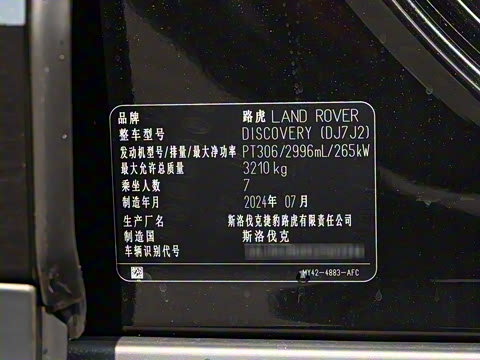 品牌 路虎 LAND ROVER
整车型号 DISCOVERY (DJ7J2)
发动机型号/排量/最大净功率 PT306/2996mL/265kW
最大允许总质量 3210 kg
乘坐人数 7
制造年月 2024年 07月
生产厂名 斯洛伐克捷豹路虎有限责任公司
制造国 斯洛伐克
车辆识别代号
MY42-4883-AFC